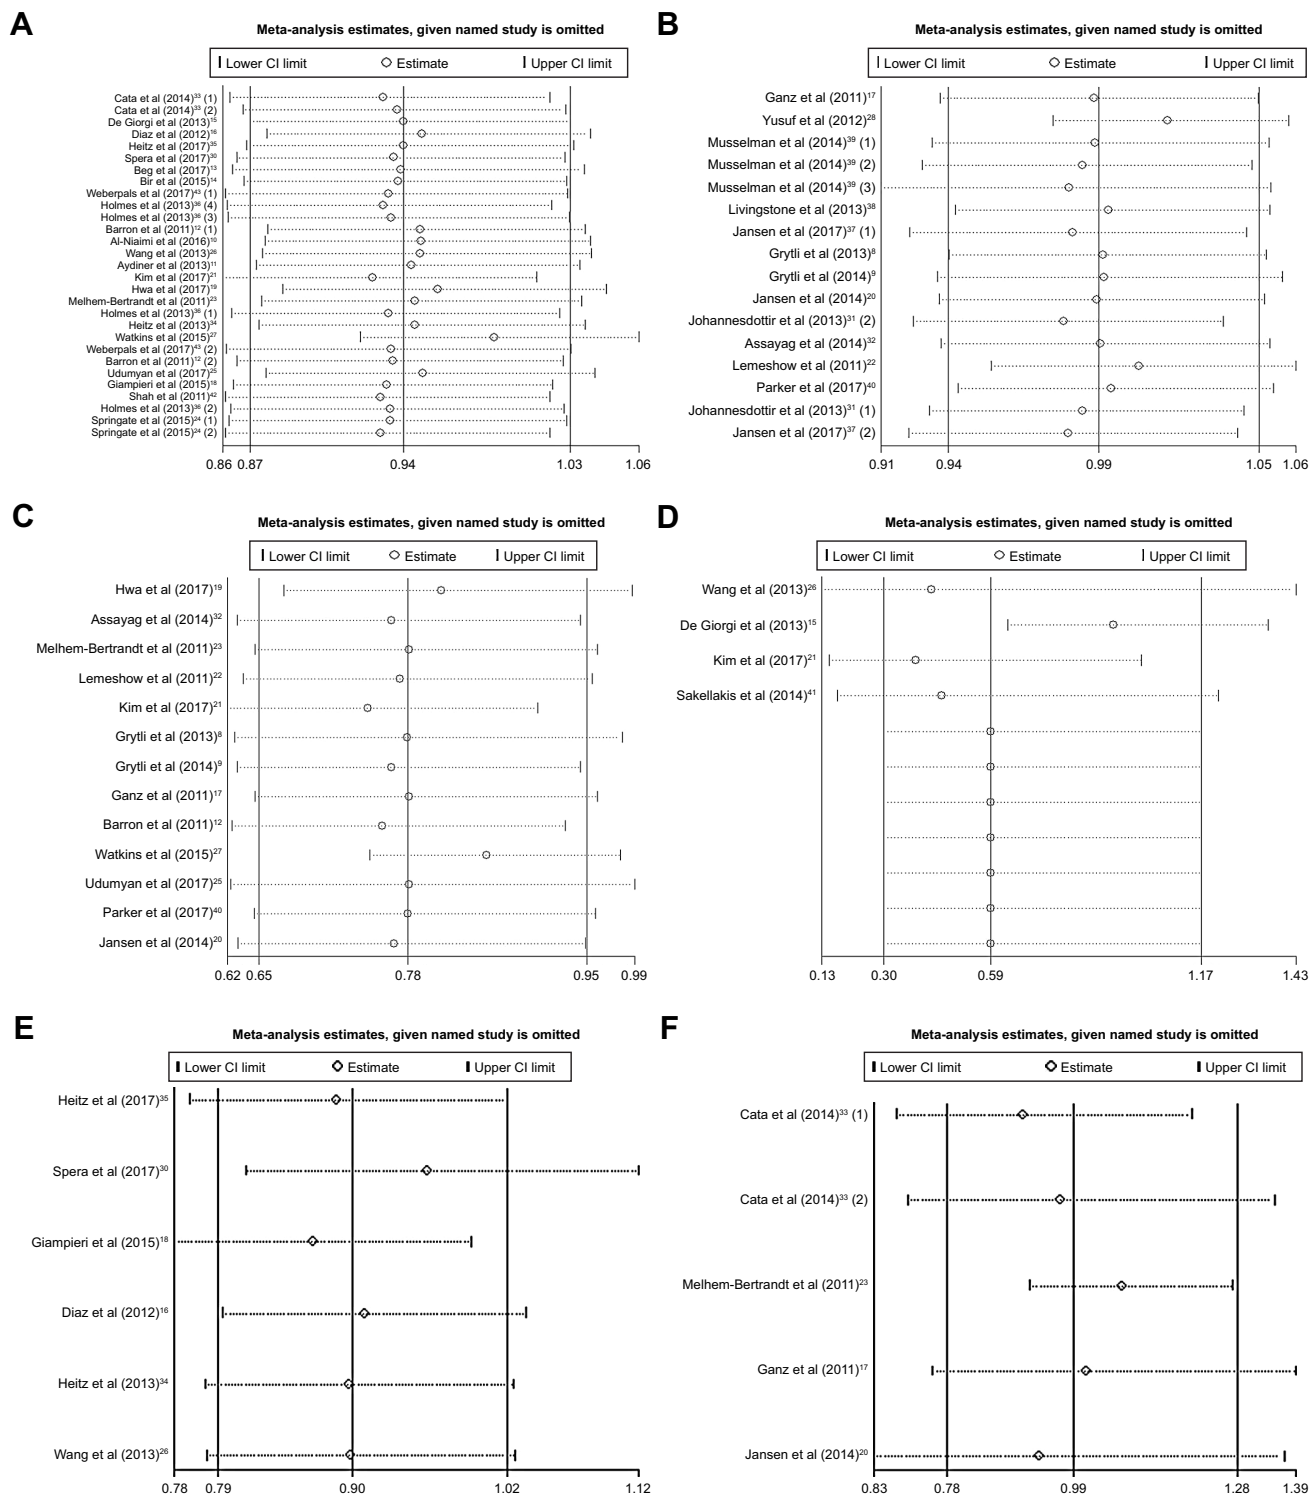 A
Meta-analysis estimates, given named study is omitted
Lower CI limit Estimate Upper CI limit
Cata et al (2014)³³ (1)
Cata et al (2014)³³ (2)
De Giorgi et al (2013)¹⁵
Diaz et al (2012)¹⁶
Heitz et al (2017)³⁵
Spera et al (2017)³⁰
Beg et al (2017)¹³
Bir et al (2015)¹⁴
Weberpals et al (2017)⁴³ (1)
Holmes et al (2013)³⁶ (4)
Holmes et al (2013)³⁶ (3)
Barron et al (2011)¹² (1)
Al-Niaimi et al (2016)¹⁰
Wang et al (2013)²⁶
Aydiner et al (2013)¹¹
Kim et al (2017)²¹
Hwa et al (2017)¹⁹
Melhem-Bertrandt et al (2011)²³
Holmes et al (2013)³⁶ (1)
Heitz et al (2013)³⁴
Watkins et al (2015)²⁷
Weberpals et al (2017)⁴³ (2)
Barron et al (2011)¹² (2)
Udumyan et al (2017)²⁵
Giampieri et al (2015)¹⁸
Shah et al (2011)⁴²
Holmes et al (2013)³⁶ (2)
Springate et al (2015)²⁴ (1)
Springate et al (2015)²⁴ (2)
0.86 0.87 0.94 1.03 1.06
B
Meta-analysis estimates, given named study is omitted
Lower CI limit Estimate Upper CI limit
Ganz et al (2011)¹⁷
Yusuf et al (2012)²⁸
Musselman et al (2014)³⁹ (1)
Musselman et al (2014)³⁹ (2)
Musselman et al (2014)³⁹ (3)
Livingstone et al (2013)³⁸
Jansen et al (2017)³⁷ (1)
Grytli et al (2013)⁸
Grytli et al (2014)⁹
Jansen et al (2014)²⁰
Johannesdottir et al (2013)³¹ (2)
Assayag et al (2014)³²
Lemeshow et al (2011)²²
Parker et al (2017)⁴⁰
Johannesdottir et al (2013)³¹ (1)
Jansen et al (2017)³⁷ (2)
0.91 0.94 0.99 1.05 1.06
C
Meta-analysis estimates, given named study is omitted
Lower CI limit Estimate Upper CI limit
Hwa et al (2017)¹⁹
Assayag et al (2014)³²
Melhem-Bertrandt et al (2011)²³
Lemeshow et al (2011)²²
Kim et al (2017)²¹
Grytli et al (2013)⁸
Grytli et al (2014)⁹
Ganz et al (2011)¹⁷
Barron et al (2011)¹²
Watkins et al (2015)²⁷
Udumyan et al (2017)²⁵
Parker et al (2017)⁴⁰
Jansen et al (2014)²⁰
0.62 0.65 0.78 0.95 0.99
D
Meta-analysis estimates, given named study is omitted
Lower CI limit Estimate Upper CI limit
Wang et al (2013)²⁶
De Giorgi et al (2013)¹⁵
Kim et al (2017)²¹
Sakellakis et al (2014)⁴¹
0.13 0.30 0.59 1.17 1.43
E
Meta-analysis estimates, given named study is omitted
Lower CI limit Estimate Upper CI limit
Heitz et al (2017)³⁵
Spera et al (2017)³⁰
Giampieri et al (2015)¹⁸
Diaz et al (2012)¹⁶
Heitz et al (2013)³⁴
Wang et al (2013)²⁶
0.78 0.79 0.90 1.02 1.12
F
Meta-analysis estimates, given named study is omitted
Lower CI limit Estimate Upper CI limit
Cata et al (2014)³³ (1)
Cata et al (2014)³³ (2)
Melhem-Bertrandt et al (2011)²³
Ganz et al (2011)¹⁷
Jansen et al (2014)²⁰
0.83 0.78 0.99 1.28 1.39